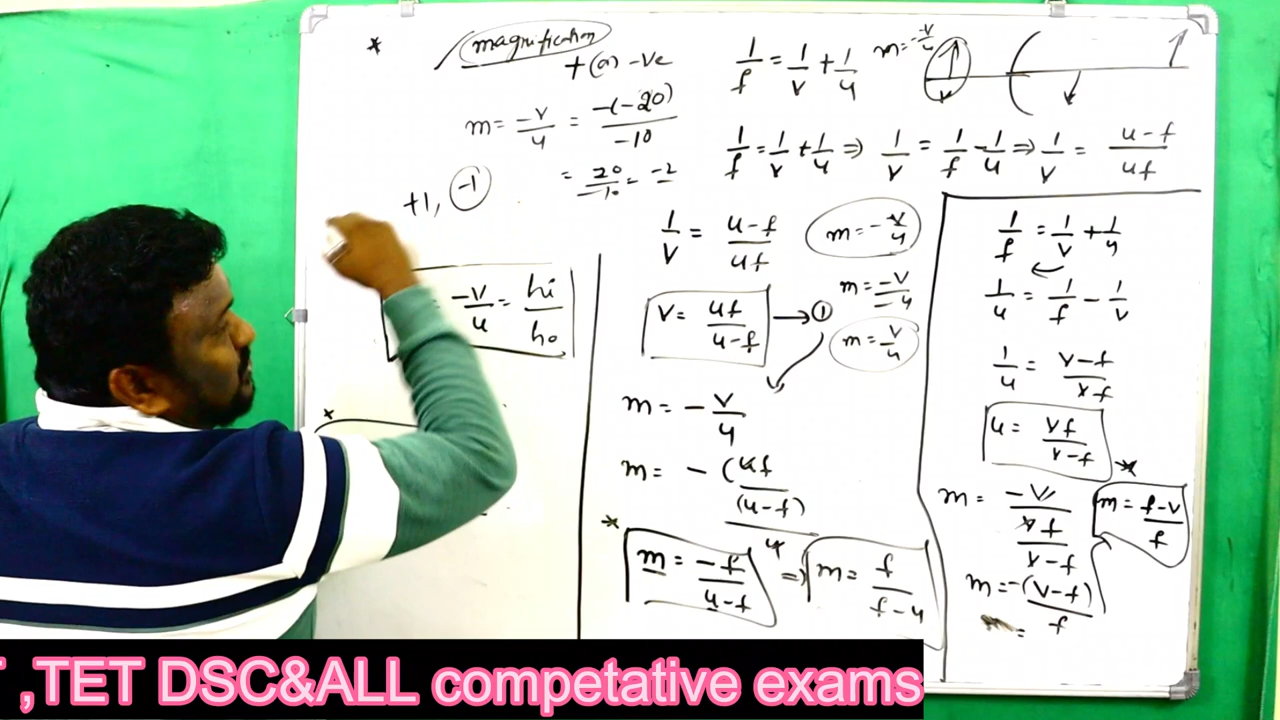 * magnification
+(or) -ve
m = -v/u = -(-20)/-10
= 20/-10 = -2
+1, -1
-v/u = hi/ho
*
1/f = 1/v + 1/u
m = -v/u
1/f = 1/v + 1/u ⇒ 1/v = 1/f - 1/u ⇒ 1/v = u-f/uf
1/v = u-f/uf
m = -v/u
v = uf/u-f → ①
m = -v/-u
m = v/u
m = - v/u
m = - (uf/(u-f)/u
* m = -f/u-f ⇒ m = f/f-u
1/f = 1/v + 1/u
1/u = 1/f - 1/v
1/u = v-f/vf
u = vf/v-f
*
m = -v/vf/v-f
m = f-v/f
m = -(v-f)/f
=
,TET DSC&ALL competative exams